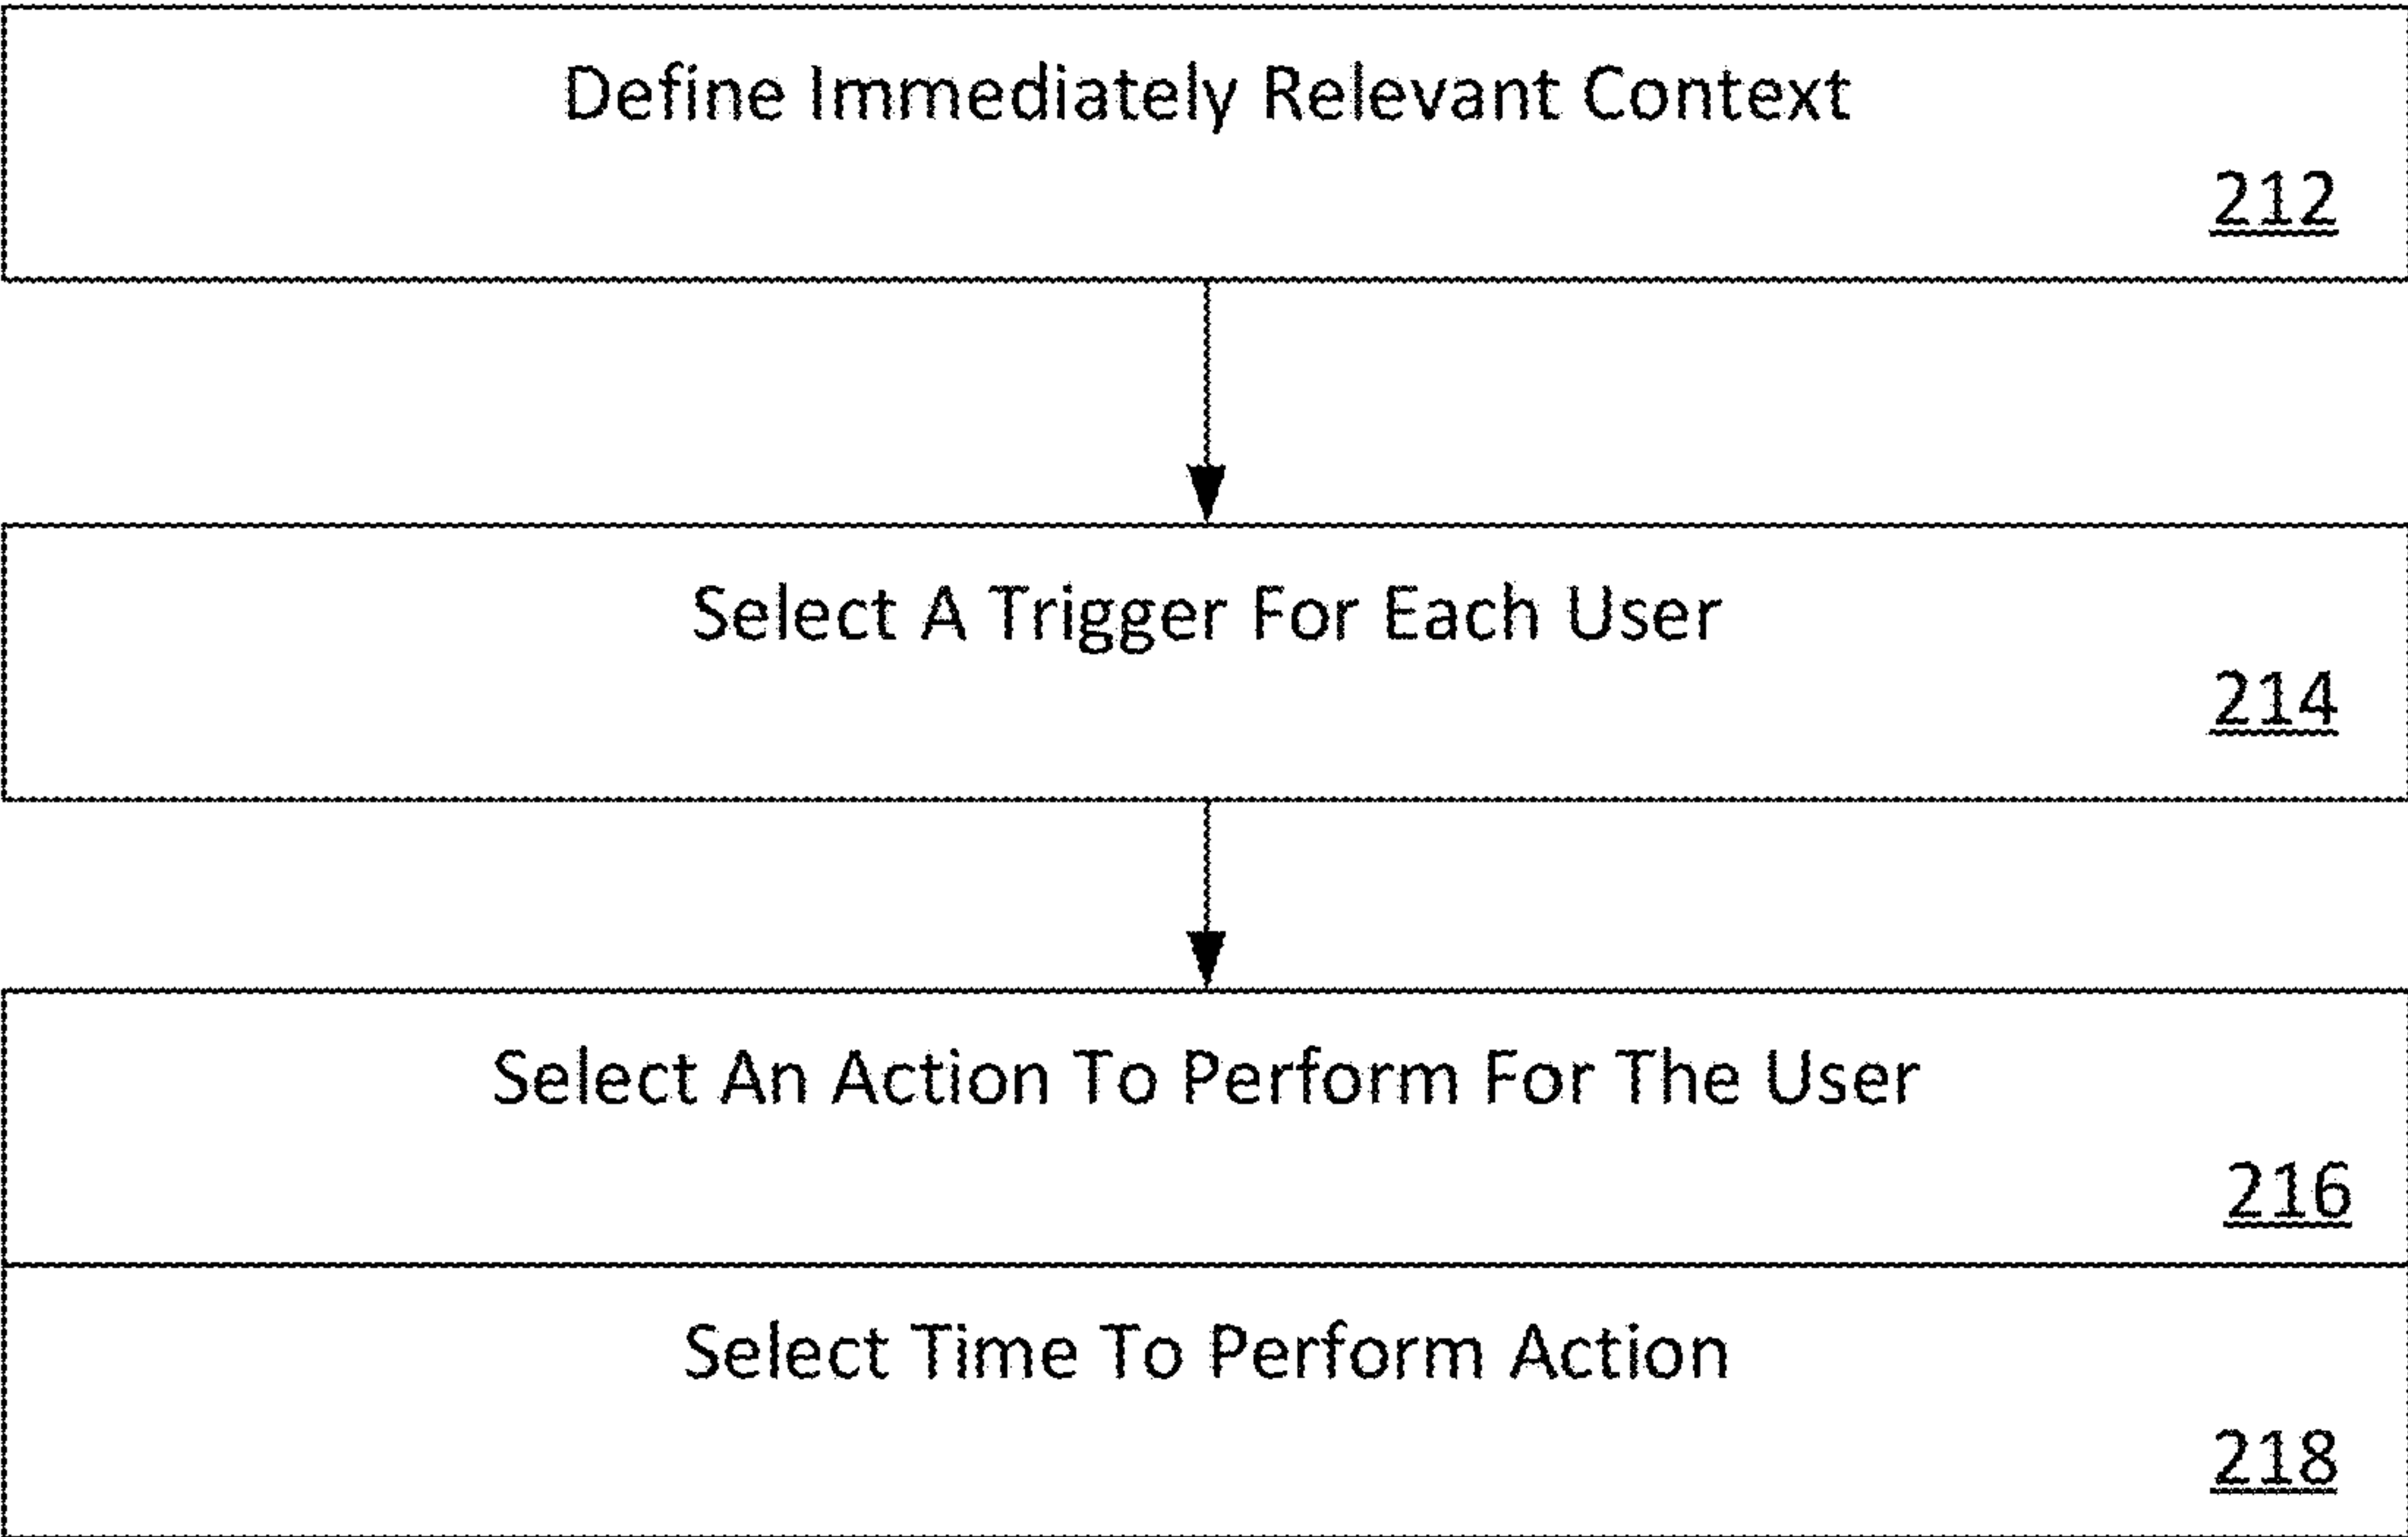 Define Immediately Relevant Context
212
Select A Trigger For Each User
214
Select An Action To Perform For The User
216
Select Time To Perform Action
218